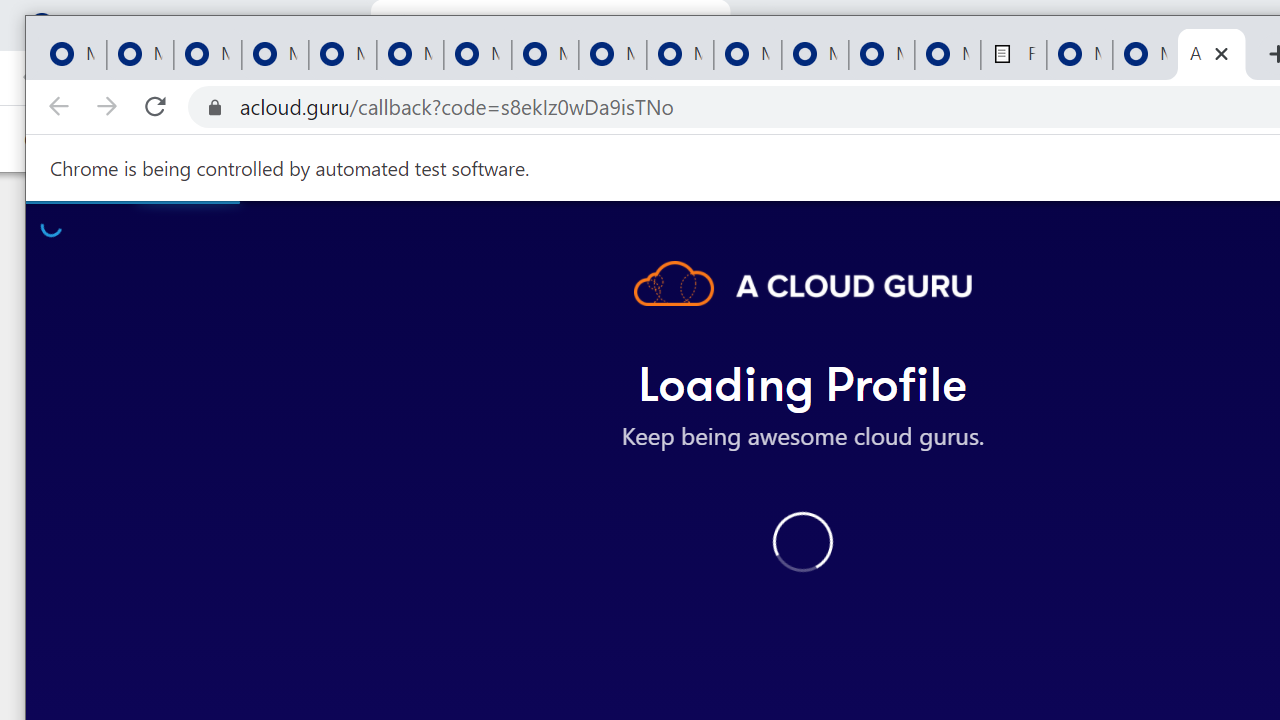 acloud.guru/callback?code=s8ekIz0wDa9isTNo
Chrome is being controlled by automated test software.
A CLOUD GURU
Loading Profile
Keep being awesome cloud gurus.